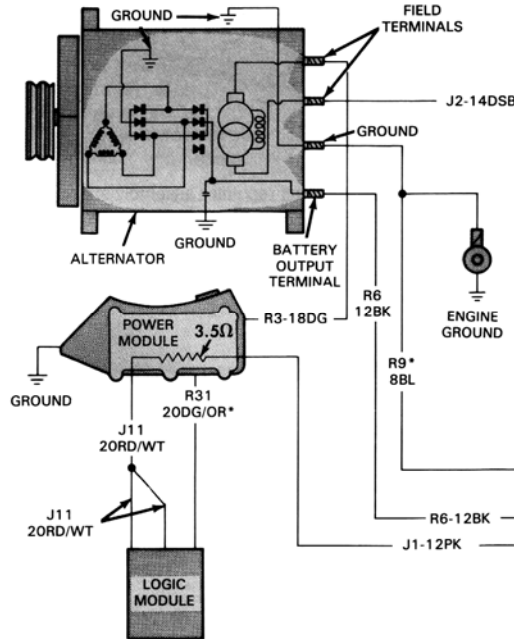 GROUND
FIELD
TERMINALS
J2-14DSB
GROUND
ALTERNATOR
GROUND
BATTERY
OUTPUT
TERMINAL
R6
12BK
ENGINE
GROUND
R3-18DG
POWER
MODULE
3.5Ω
R9*
8BL
GROUND
R31
20DG/OR*
J11
20RD/WT
J11
20RD/WT
R6-12BK
J1-12PK
LOGIC
MODULE